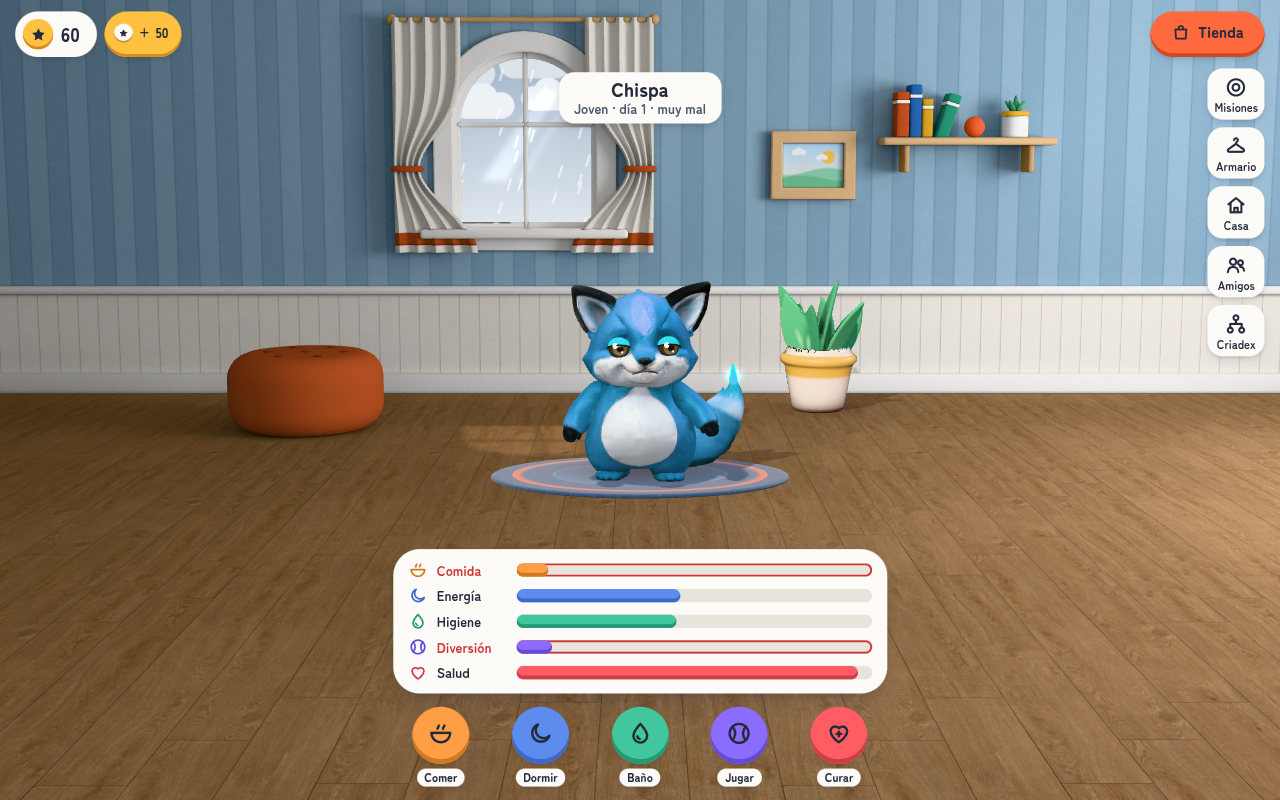 60
+ 50
Tienda
Chispa
Joven · día 1 · muy mal
Misiones
Armario
Casa
Amigos
Criadex
Comida
Energía
Higiene
Diversión
Salud
Comer
Dormir
Baño
Jugar
Curar